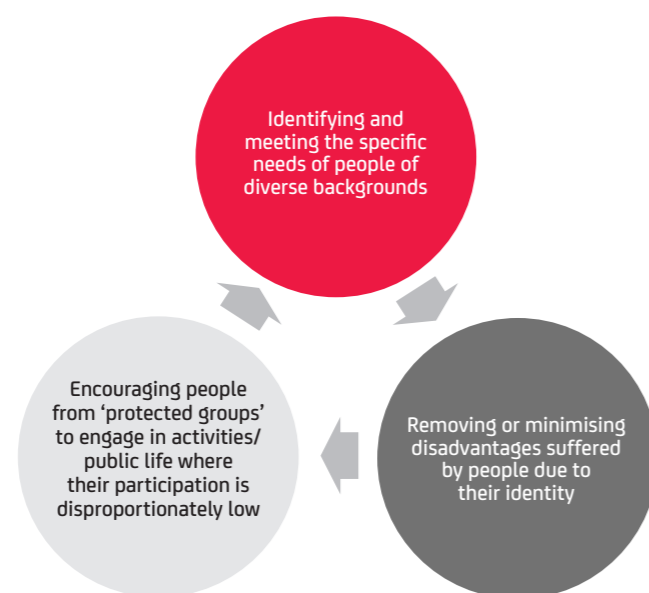 Identifying and
meeting the specific
needs of people of
diverse backgrounds
Removing or minimising
disadvantages suffered
by people due to
their identity
Encouraging people
from ‘protected groups’
to engage in activities/
public life where
their participation is
disproportionately low